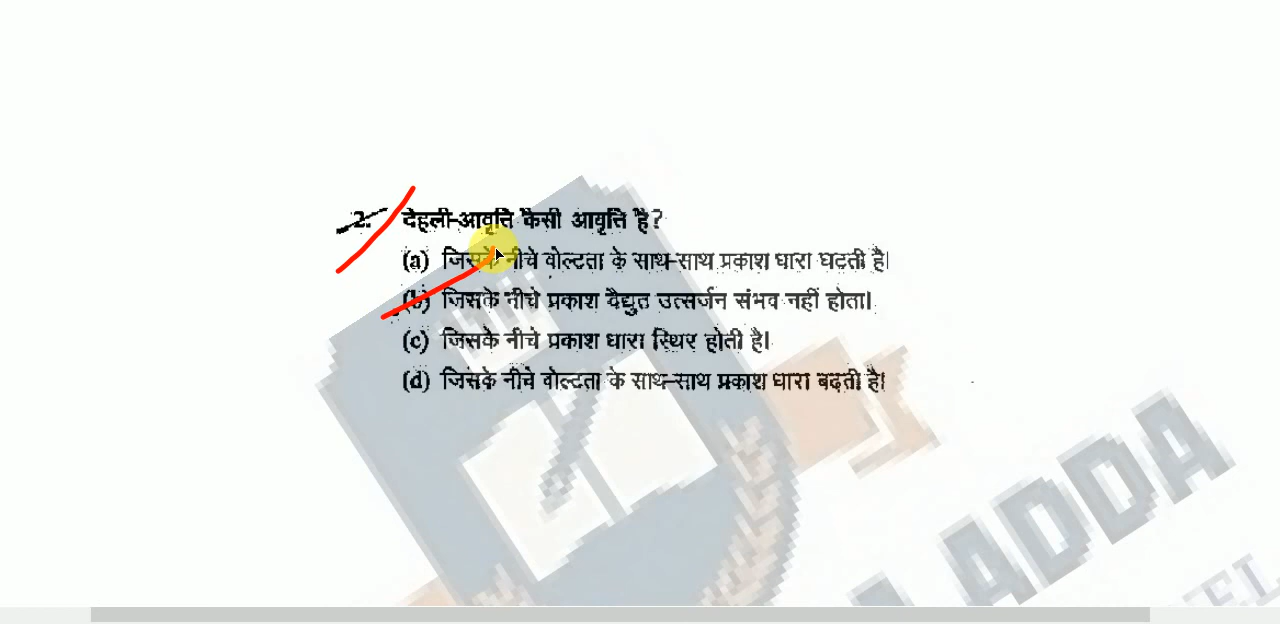 2. देहली-आवृति कैसी आवृति है?
(a) जिसके नीचे वोल्टता के साथ-साथ प्रकाश धारा घटती है।
(b) जिसके नीचे प्रकाश वैद्युत उत्सर्जन संभव नहीं होता।
(c) जिसके नीचे प्रकाश धारा स्थिर होती है।
(d) जिसके नीचे वोल्टता के साथ-साथ प्रकाश धारा बढ़ती है।
ADDA